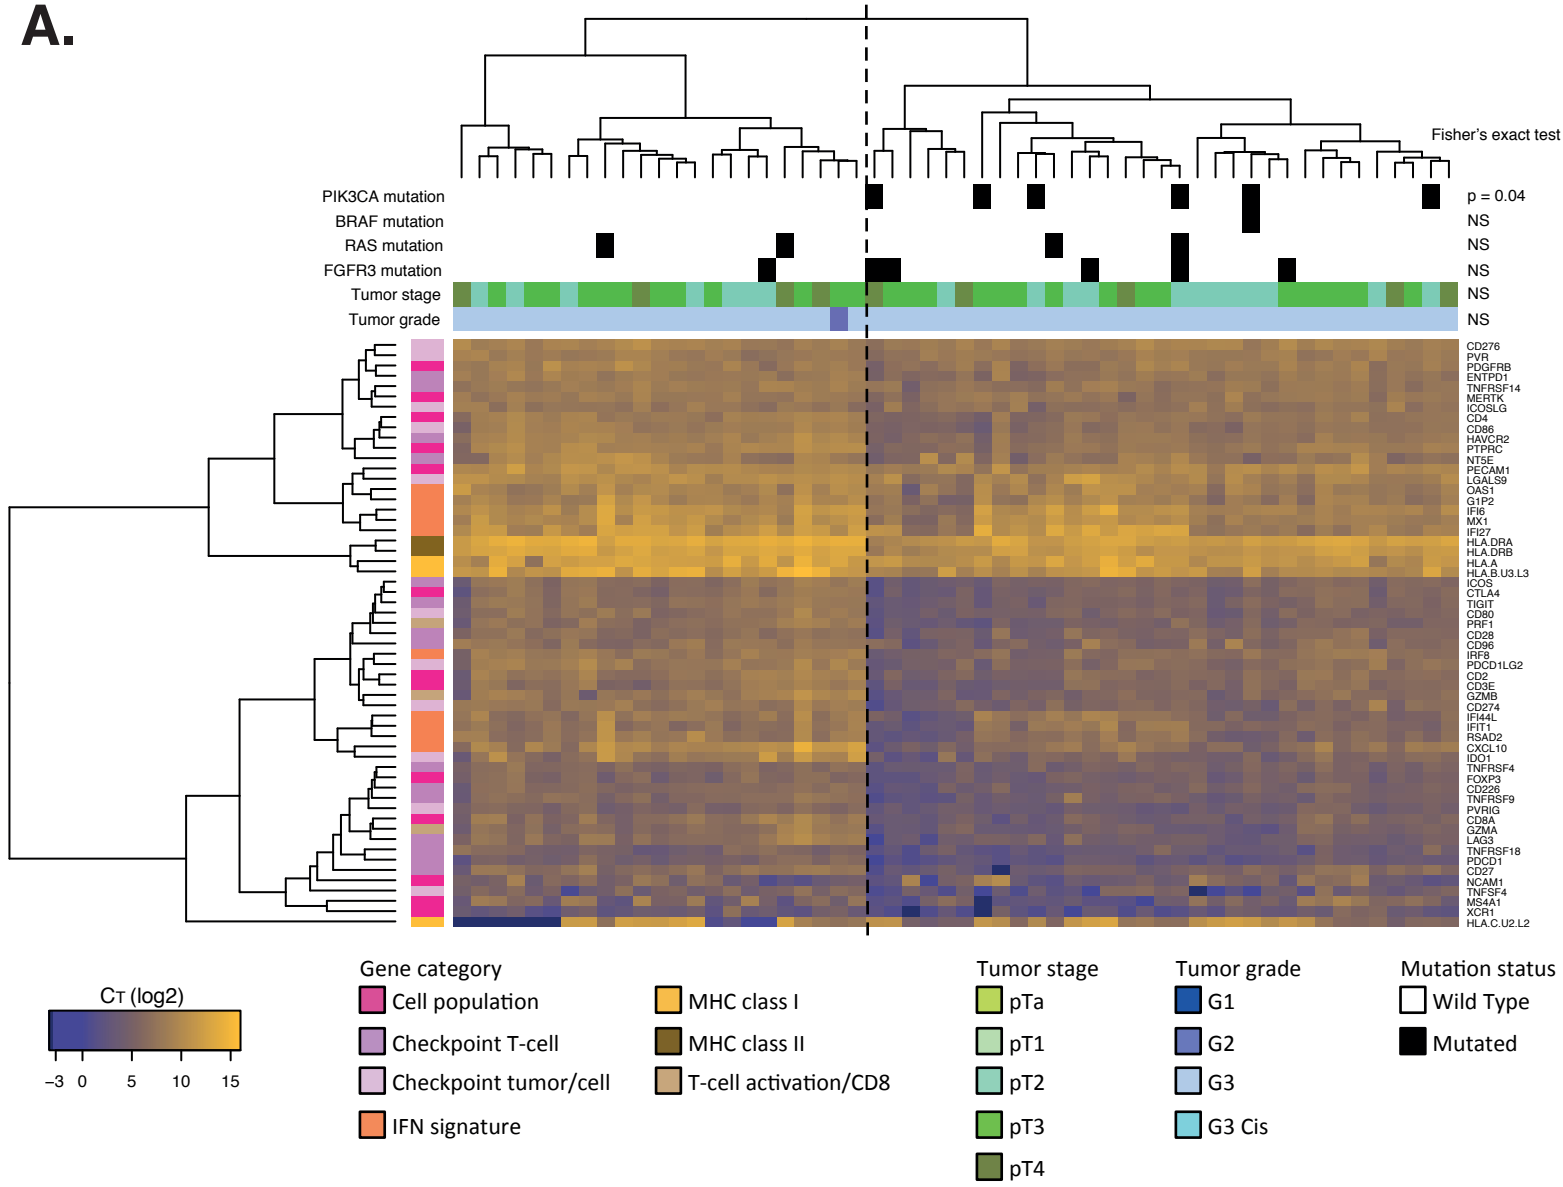 A.
Fisher's exact test
PIK3CA mutation
p = 0.04
BRAF mutation
NS
RAS mutation
NS
FGFR3 mutation
NS
Tumor stage
NS
Tumor grade
NS
CD276
PVR
PDGFRB
ENTPD1
TNFRSF14
MERTK
ICOSLG
CD4
CD86
HAVCR2
PTPRC
NT5E
PECAM1
LGALS9
OAS1
G1P2
IFI6
MX1
IFI27
HLA.DRA
HLA.DRB
HLA.A
HLA.B.U3.L3
ICOS
CTLA4
TIGIT
CD80
PRF1
CD28
CD96
IRF8
PDCD1LG2
CD2
CD3E
GZMB
CD274
IFI44L
IFIT1
RSAD2
CXCL10
IDO1
TNFRSF4
FOXP3
CD226
TNFRSF9
PVRIG
CD8A
GZMA
LAG3
TNFRSF18
PDCD1
CD27
NCAM1
TNFSF4
MS4A1
XCR1
HLA.C.U2.L2
CT (log2)
−3 0 5 10 15
Gene category
Cell population
Checkpoint T-cell
Checkpoint tumor/cell
IFN signature
MHC class I
MHC class II
T-cell activation/CD8
Tumor stage
pTa
pT1
pT2
pT3
pT4
Tumor grade
G1
G2
G3
G3 Cis
Mutation status
Wild Type
Mutated